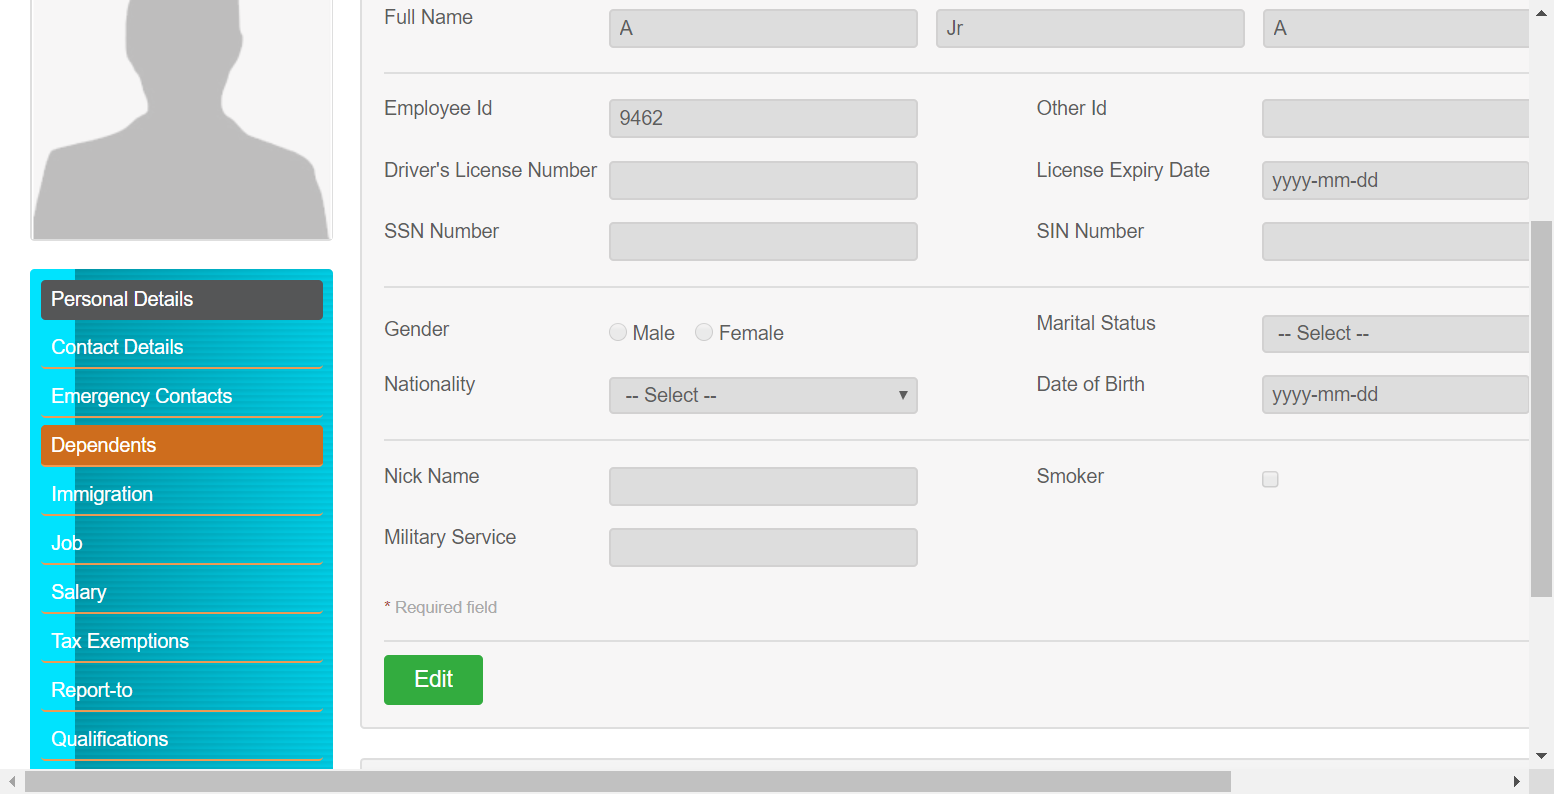 Full Name A Jr A
Employee Id 9462 Other Id
Driver's License Number License Expiry Date yyyy-mm-dd
SSN Number SIN Number
Personal Details
Contact Details
Emergency Contacts
Dependents
Immigration
Job
Salary
Tax Exemptions
Report-to
Qualifications
Gender Male Female Marital Status -- Select --
Nationality -- Select -- Date of Birth yyyy-mm-dd
Nick Name Smoker
Military Service
* Required field
Edit